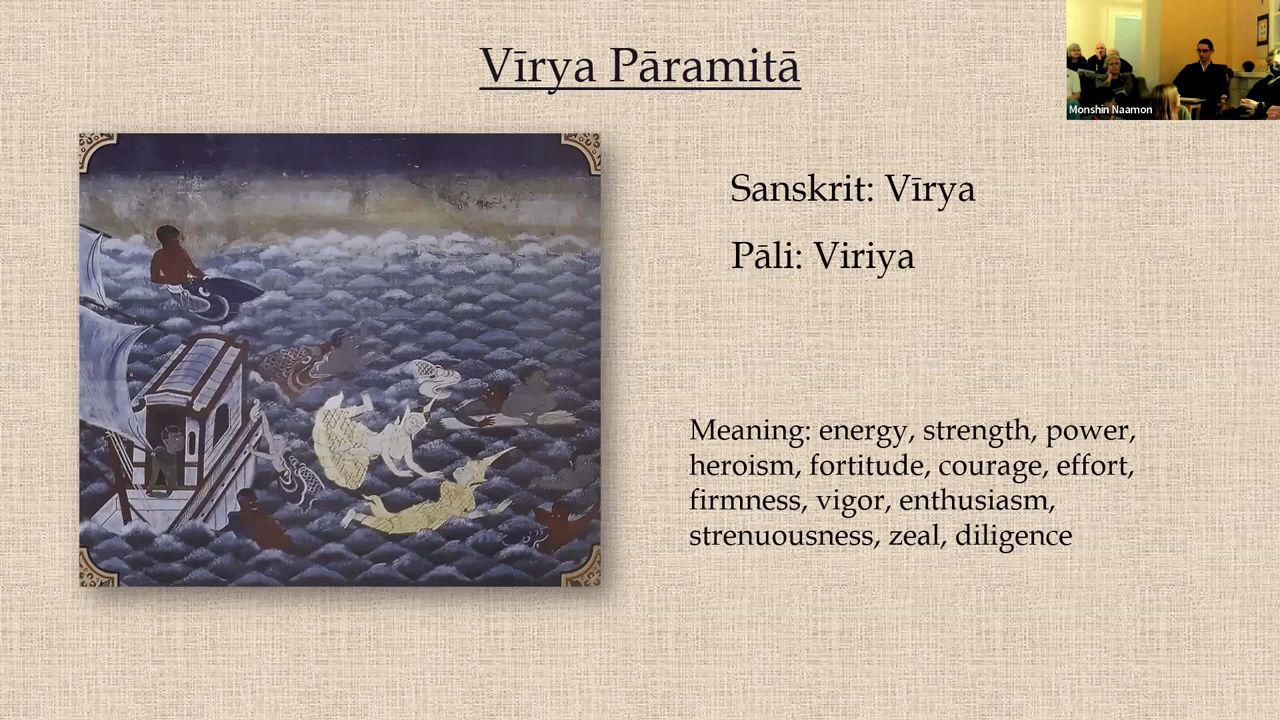 Vīrya Pāramitā
Monshin Naamon
Sanskrit: Vīrya
Pāli: Viriya
Meaning: energy, strength, power,
heroism, fortitude, courage, effort,
firmness, vigor, enthusiasm,
strenuousness, zeal, diligence